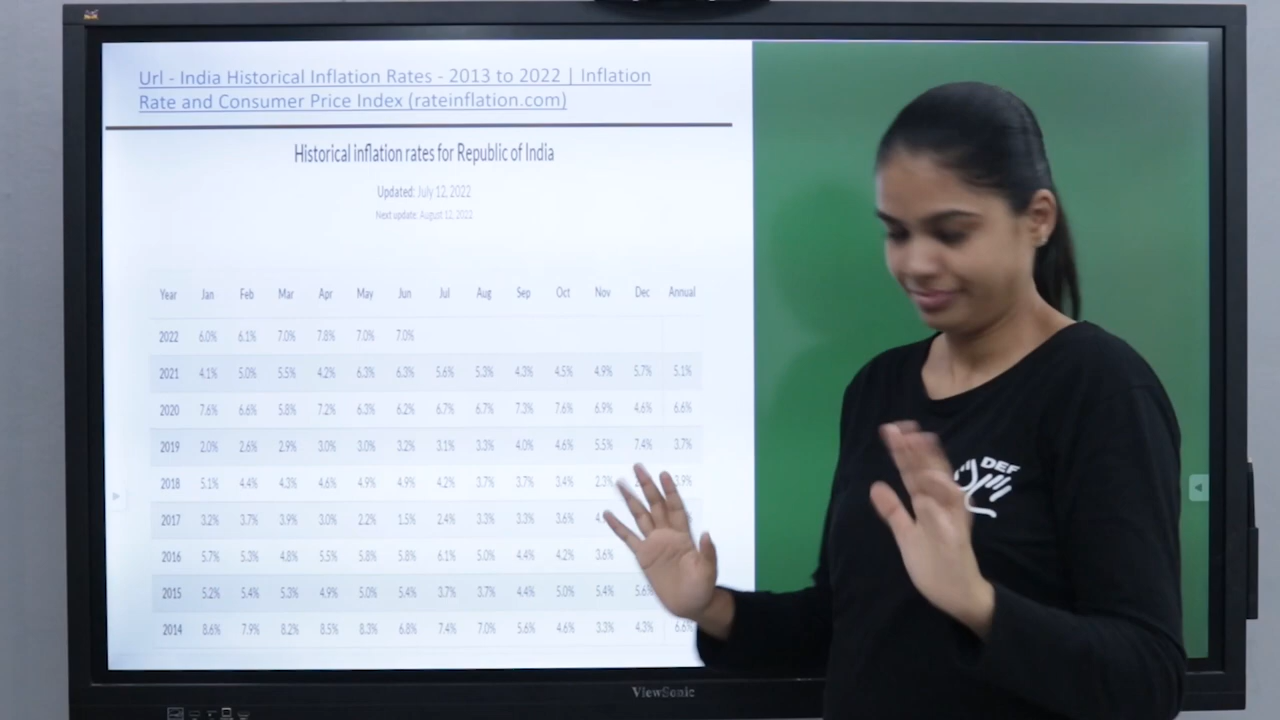 Url - India Historical Inflation Rates - 2013 to 2022 | Inflation
Rate and Consumer Price Index (rateinflation.com)
Historical inflation rates for Republic of India
Updated: July 12, 2022
Next update: August 12, 2022
Year Jan Feb Mar Apr May Jun Jul Aug Sep Oct Nov Dec Annual
2022 6.0% 6.1% 7.0% 7.8% 7.0% 7.0%
2021 4.1% 5.0% 5.5% 4.2% 6.3% 6.3% 5.6% 5.3% 4.3% 4.5% 4.9% 5.7% 5.1%
2020 7.6% 6.6% 5.8% 7.2% 6.3% 6.2% 6.7% 6.7% 7.3% 7.6% 6.9% 4.6% 6.6%
2019 2.0% 2.6% 2.9% 3.0% 3.0% 3.2% 3.1% 3.3% 4.0% 4.6% 5.5% 7.4% 3.7%
2018 5.1% 4.4% 4.3% 4.6% 4.9% 4.9% 4.2% 3.7% 3.7% 3.4% 2.3% 3.9%
2017 3.2% 3.7% 3.9% 3.0% 2.2% 1.5% 2.4% 3.3% 3.3% 3.6%
2016 5.7% 5.3% 4.8% 5.5% 5.8% 5.8% 6.1% 5.0% 4.4% 4.2% 3.6%
2015 5.2% 5.4% 5.3% 4.9% 5.0% 5.4% 3.7% 3.7% 4.4% 5.0% 5.4% 5.6%
2014 8.6% 7.9% 8.2% 8.5% 8.3% 6.8% 7.4% 7.0% 5.6% 4.6% 3.3% 4.3% 6.6%
DEF
ViewSonic